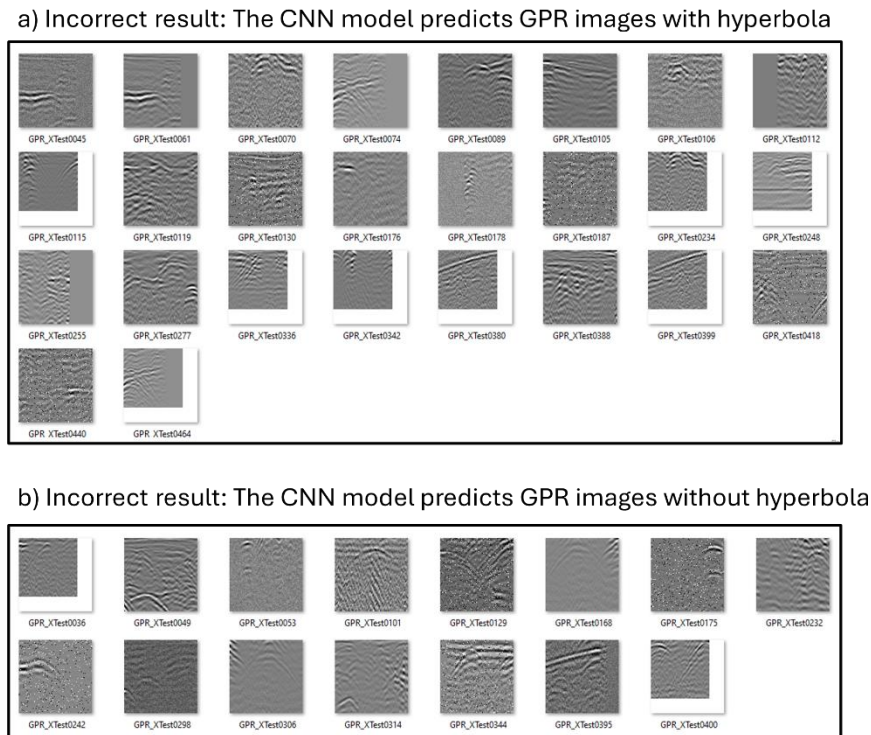 a) Incorrect result: The CNN model predicts GPR images with hyperbola
GPR_XTest0045 GPR_XTest0061 GPR_XTest0070 GPR_XTest0074 GPR_XTest0089 GPR_XTest0105 GPR_XTest0106 GPR_XTest0112
GPR_XTest0115 GPR_XTest0119 GPR_XTest0130 GPR_XTest0176 GPR_XTest0178 GPR_XTest0187 GPR_XTest0234 GPR_XTest0248
GPR_XTest0255 GPR_XTest0277 GPR_XTest0336 GPR_XTest0342 GPR_XTest0380 GPR_XTest0388 GPR_XTest0399 GPR_XTest0418
GPR_XTest0440 GPR_XTest0464
b) Incorrect result: The CNN model predicts GPR images without hyperbola
GPR_XTest0036 GPR_XTest0049 GPR_XTest0053 GPR_XTest0101 GPR_XTest0129 GPR_XTest0168 GPR_XTest0175 GPR_XTest0232
GPR_XTest0242 GPR_XTest0298 GPR_XTest0306 GPR_XTest0314 GPR_XTest0344 GPR_XTest0395 GPR_XTest0400